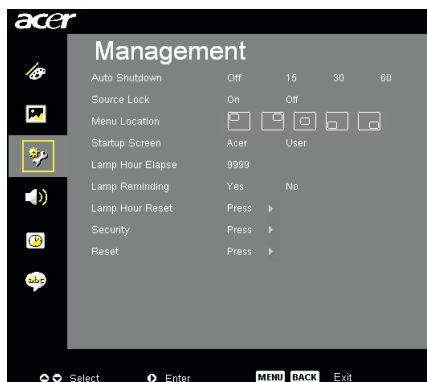 acer
Management
Auto Shutdown Off 15 30 60
Source Lock On Off
Menu Location
Startup Screen Acer User
Lamp Hour Elapse 9999
Lamp Reminding Yes No
Lamp Hour Reset Press
Security Press
Reset Press
abc
Select Enter MENU BACK Exit